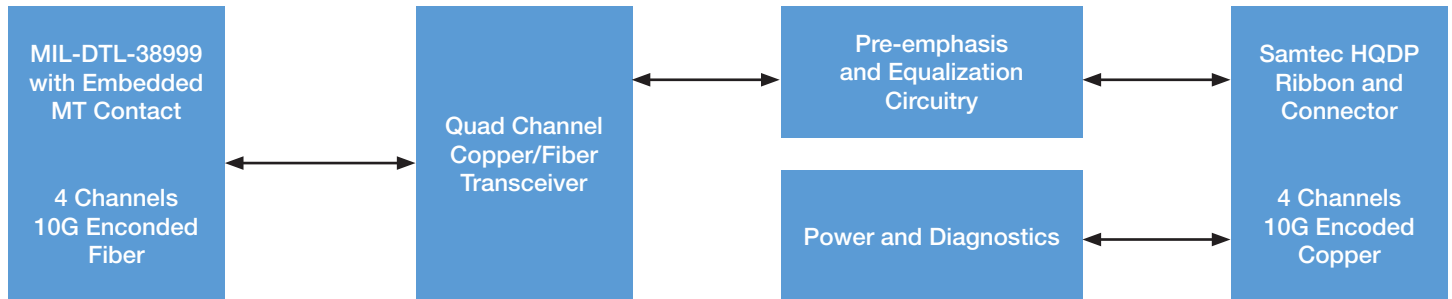 MIL-DTL-38999
with Embedded
MT Contact
4 Channels
10G Enconded
Fiber
Quad Channel
Copper/Fiber
Transceiver
Pre-emphasis
and Equalization
Circuitry
Power and Diagnostics
Samtec HQDP
Ribbon and
Connector
4 Channels
10G Encoded
Copper